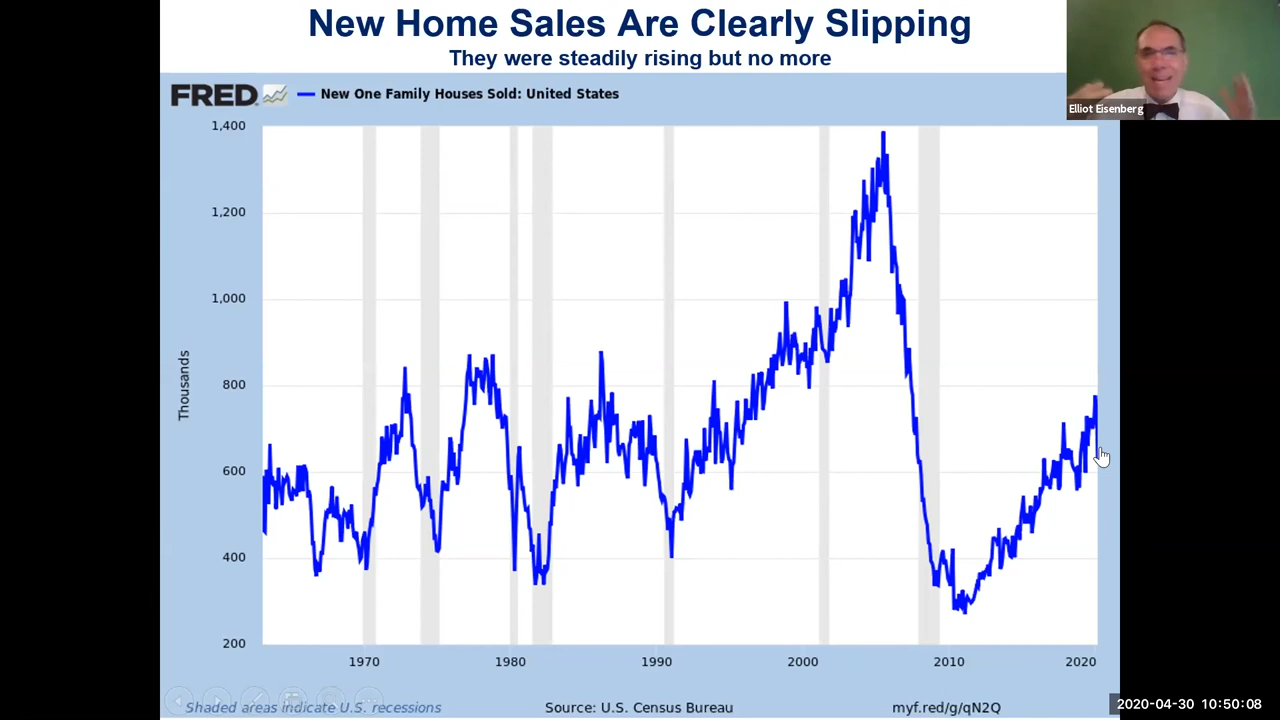 New Home Sales Are Clearly Slipping
They were steadily rising but no more
Elliot Eisenberg
FRED
New One Family Houses Sold: United States
1,400
1,200
1,000
800
600
400
200
Thousands
1970
1980
1990
2000
2010
2020
Shaded areas indicate U.S. recessions
Source: U.S. Census Bureau
myf.red/g/qN2Q
2020-04-30 10:50:08